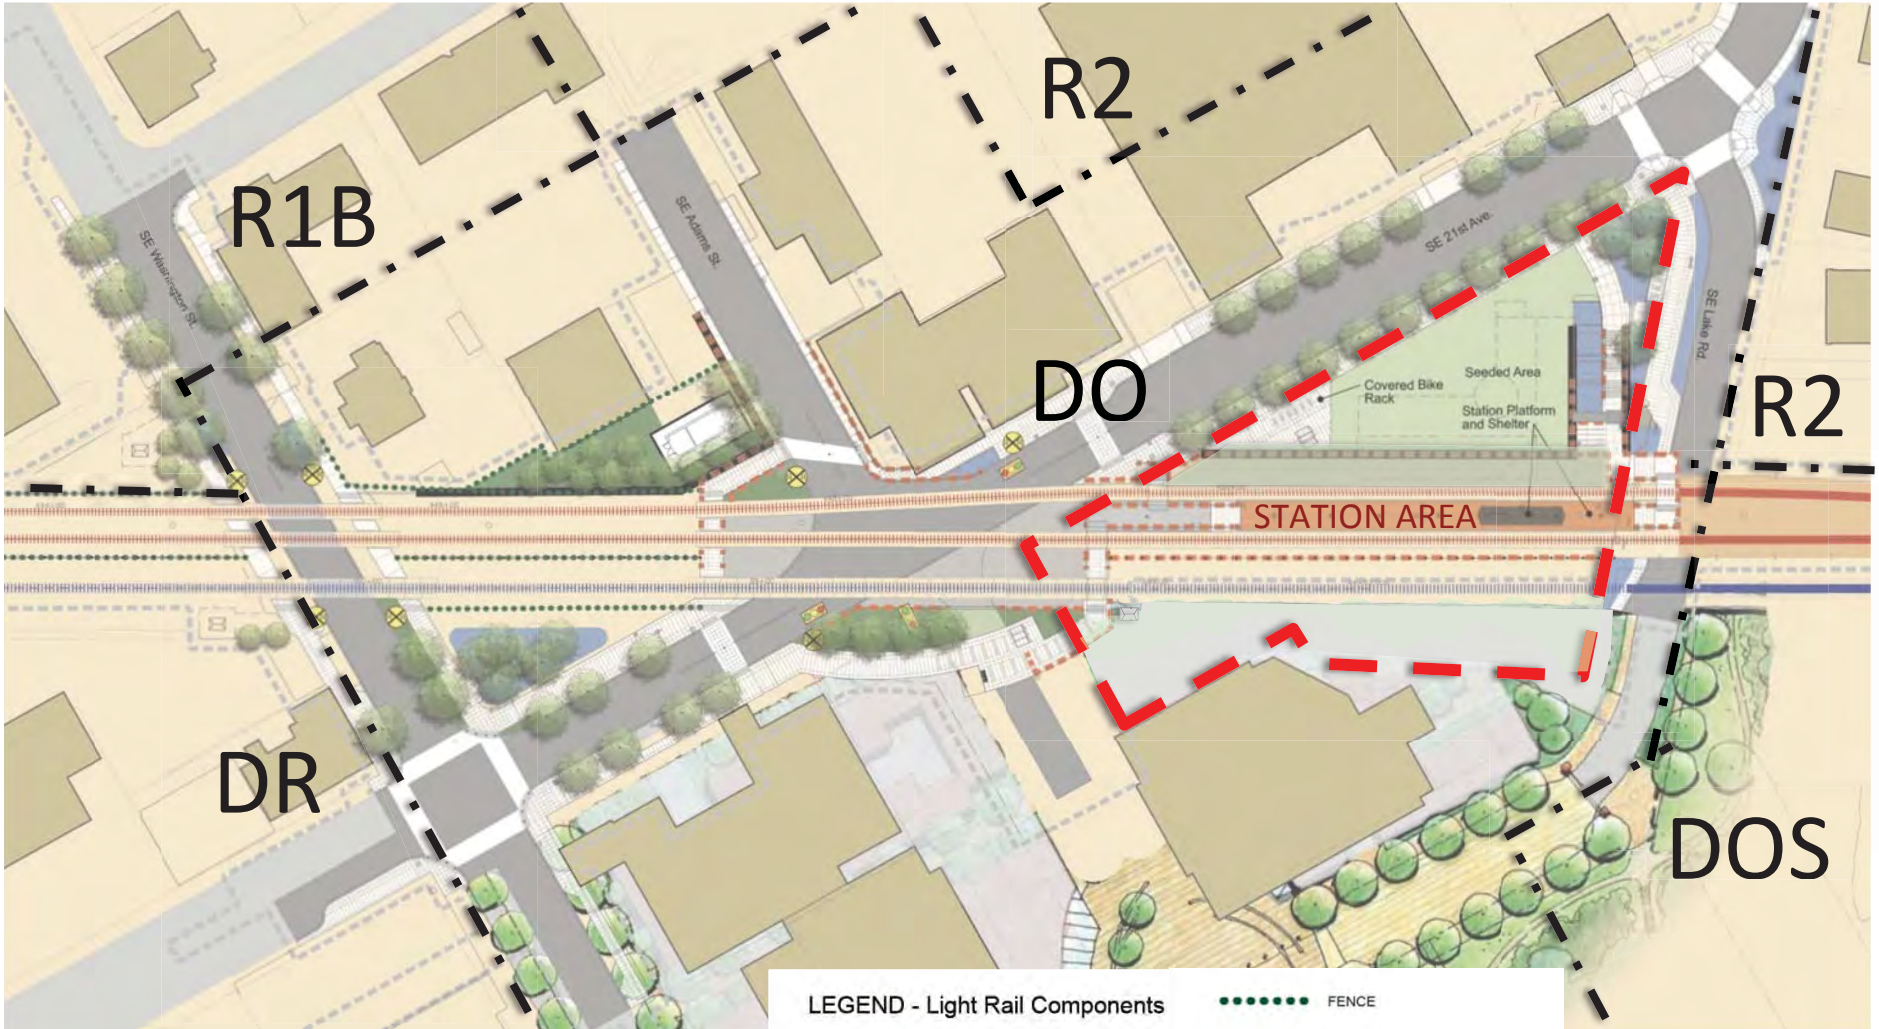 R2
R1B
SE Washington St.
SE Adams St.
SE 21st Ave.
SE Lake Rd.
DO
Covered Bike
Rack
Seeded Area
Station Platform
and Shelter
R2
STATION AREA
DR
DOS
LEGEND - Light Rail Components
FENCE